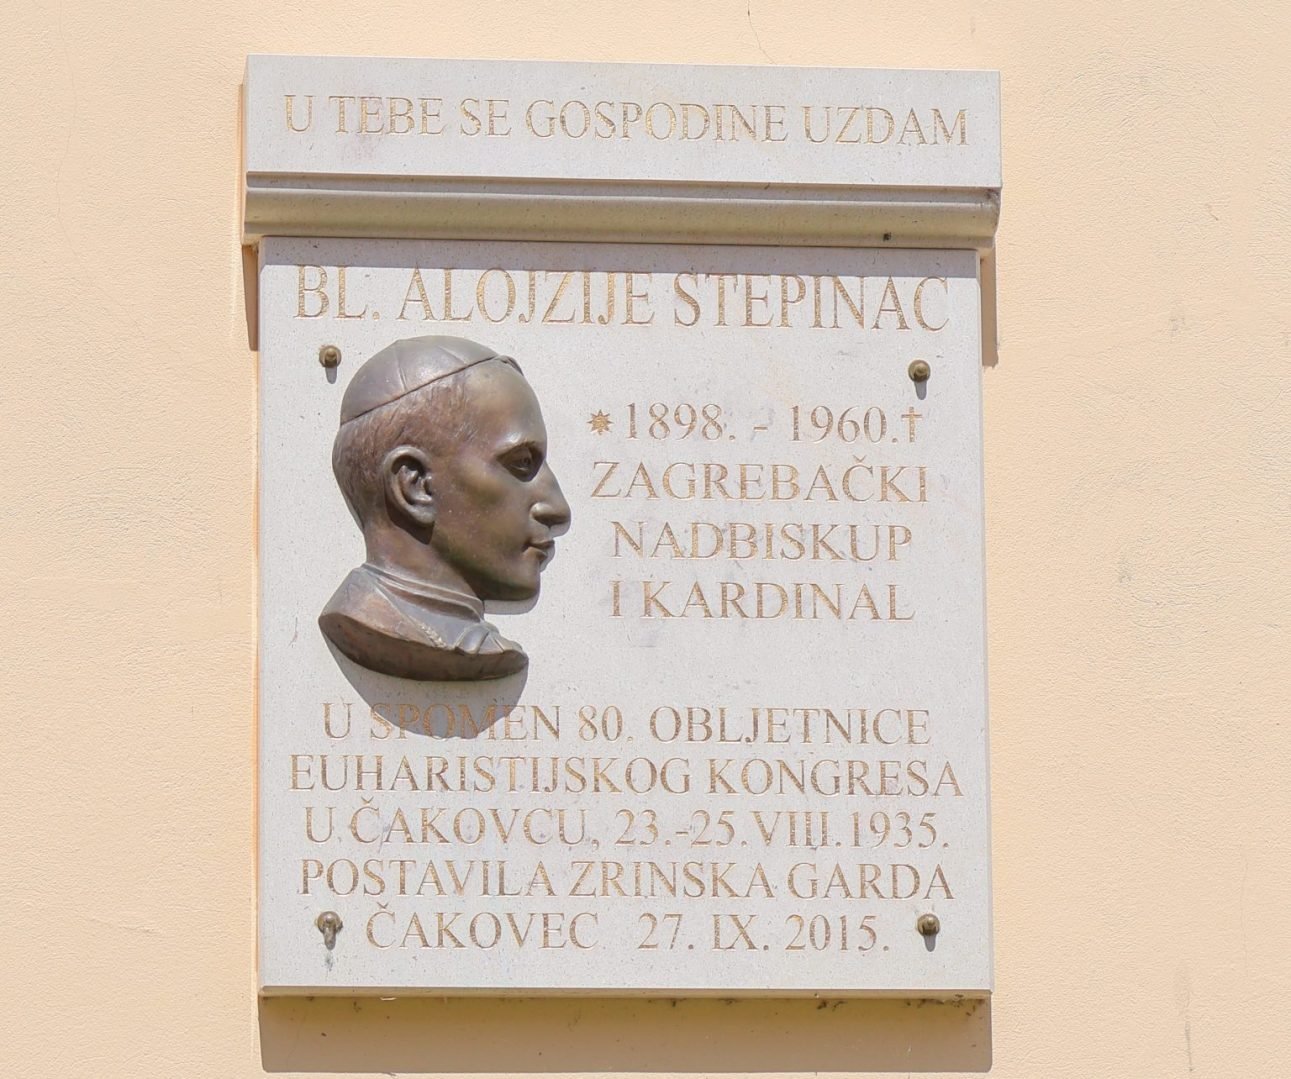 U TEBE SE GOSPODINE UZDAM
BL. ALOJZIJE STEPINAC
*1898. - 1960.†
ZAGREBAČKI
NADBISKUP
I KARDINAL
U SPOMEN 80. OBLJETNICE
EUHARISTIJSKOG KONGRESA
U ČAKOVCU, 23.-25.VIII.1935.
POSTAVILA ZRINSKA GARDA
ČAKOVEC 27. IX. 2015.